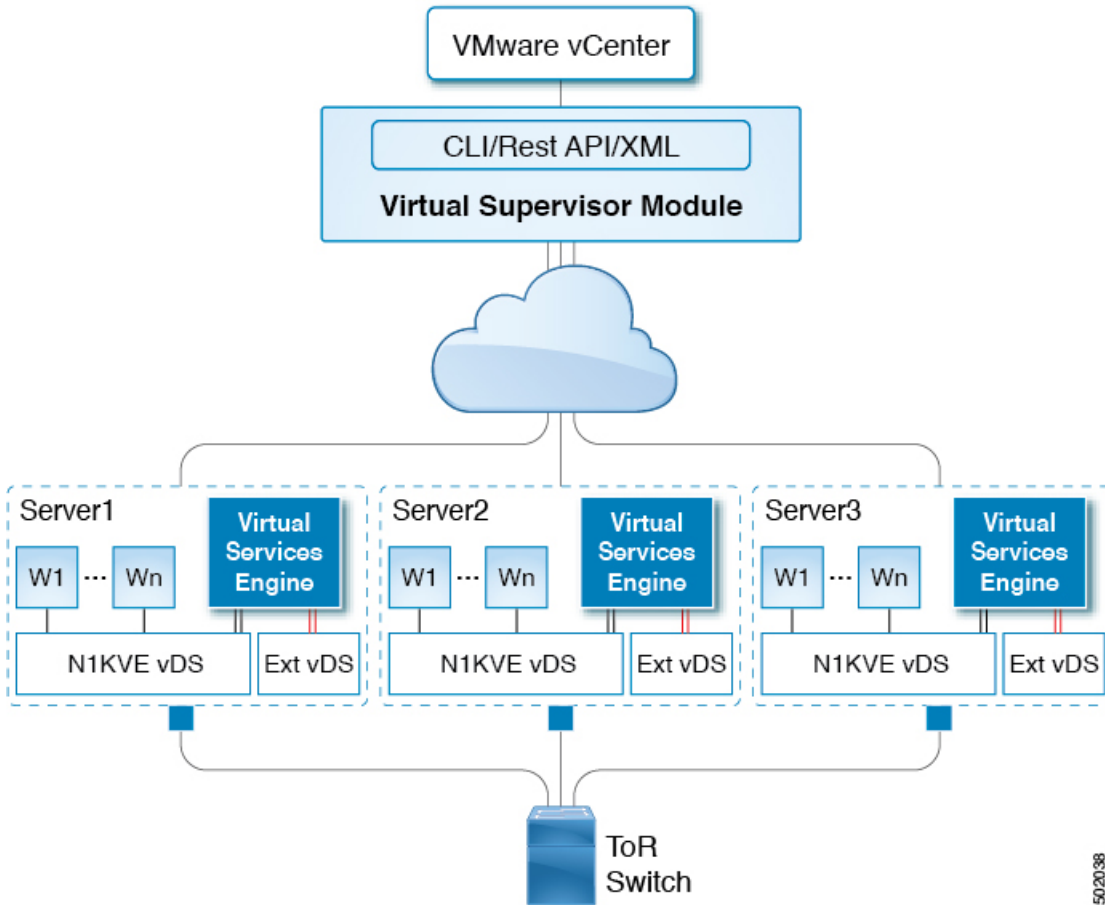 VMware vCenter
CLI/Rest API/XML
Virtual Supervisor Module
Server1
Virtual
Services
Engine
W1 ... Wn
N1KVE vDS
Ext vDS
Server2
Virtual
Services
Engine
W1 ... Wn
N1KVE vDS
Ext vDS
Server3
Virtual
Services
Engine
W1 ... Wn
N1KVE vDS
Ext vDS
ToR
Switch
502038